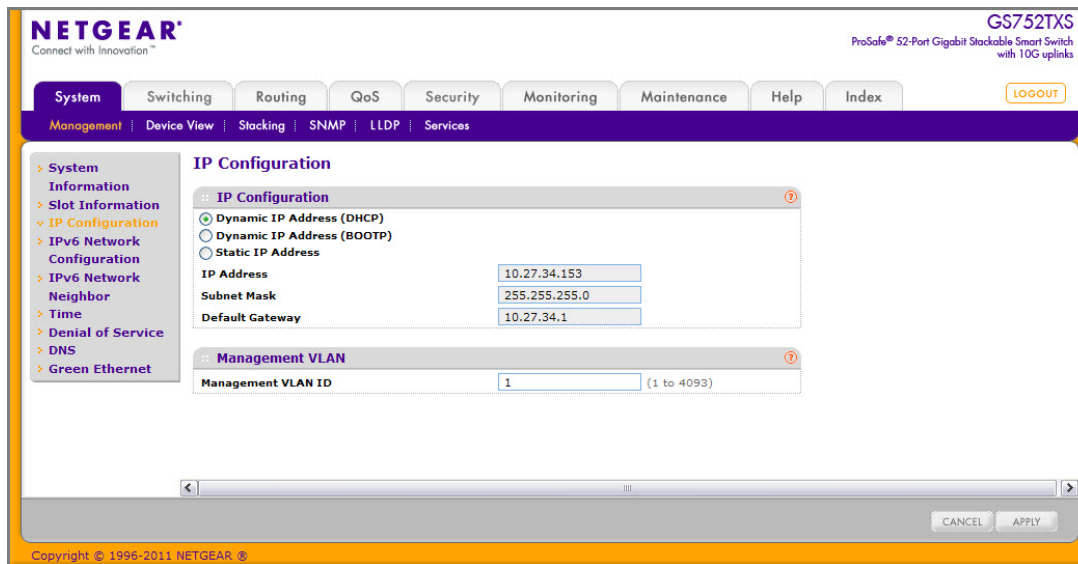 NETGEAR®
Connect with Innovation™
GS752TXS
ProSafe® 52-Port Gigabit Stackable Smart Switch
with 10G uplinks
System Switching Routing QoS Security Monitoring Maintenance Help Index LOGOUT
Management Device View Stacking SNMP LLDP Services
System
Information
Slot Information
IP Configuration
IPv6 Network
Configuration
IPv6 Network
Neighbor
Time
Denial of Service
DNS
Green Ethernet
IP Configuration
IP Configuration ?
Dynamic IP Address (DHCP)
Dynamic IP Address (BOOTP)
Static IP Address
IP Address 10.27.34.153
Subnet Mask 255.255.255.0
Default Gateway 10.27.34.1
Management VLAN ?
Management VLAN ID 1 (1 to 4093)
CANCEL APPLY
Copyright © 1996-2011 NETGEAR ®